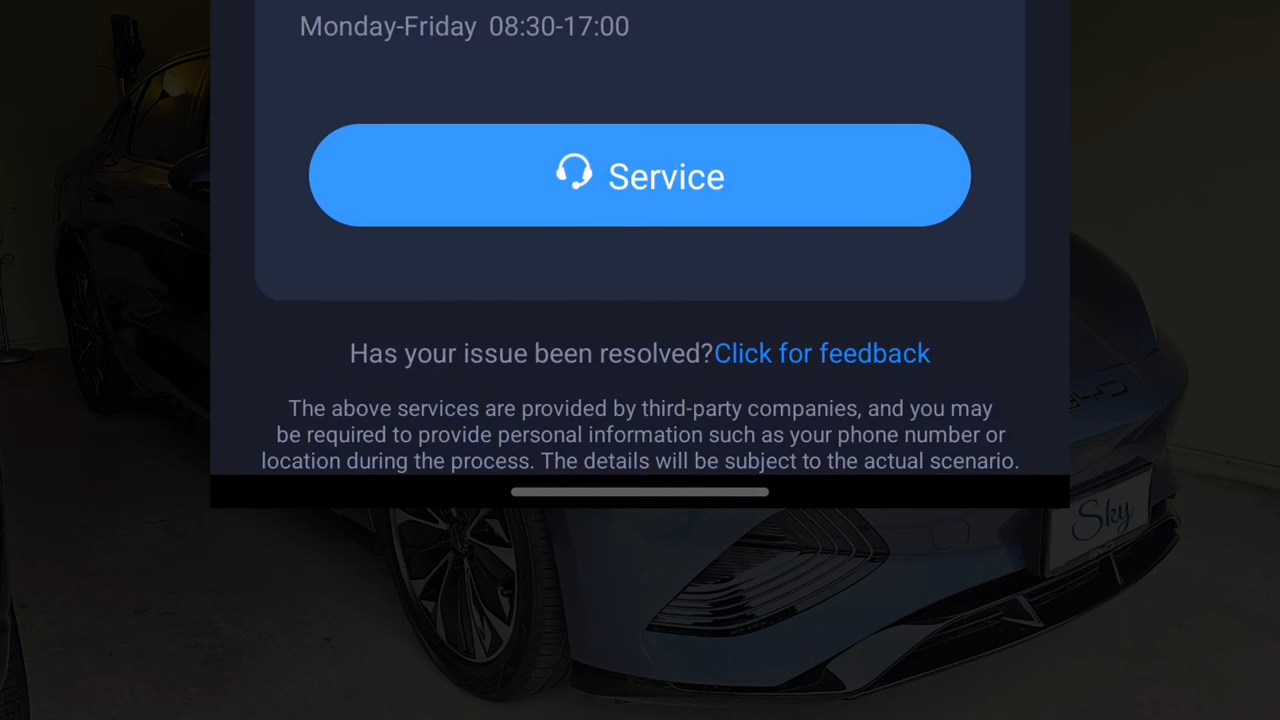 Monday-Friday 08:30-17:00
Service
Has your issue been resolved?Click for feedback
The above services are provided by third-party companies, and you may
be required to provide personal information such as your phone number or
location during the process. The details will be subject to the actual scenario.
BYD
Sky